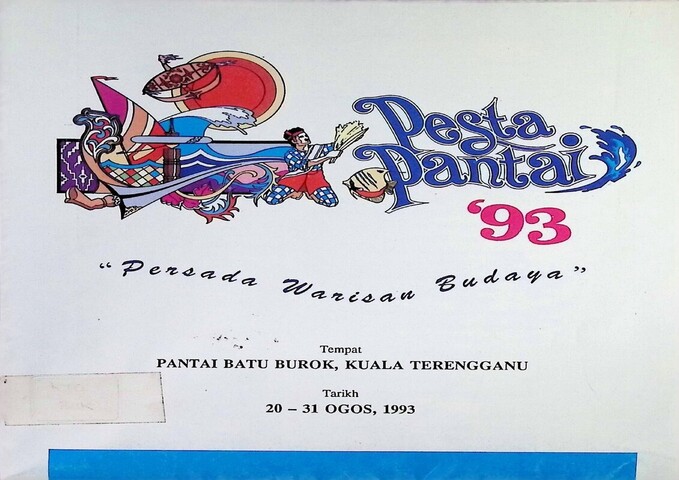 Pesta
Pantai
'93
"Persada Warisan Budaya"
Tempat
PANTAI BATU BUROK, KUALA TERENGGANU
Tarikh
20 – 31 OGOS, 1993